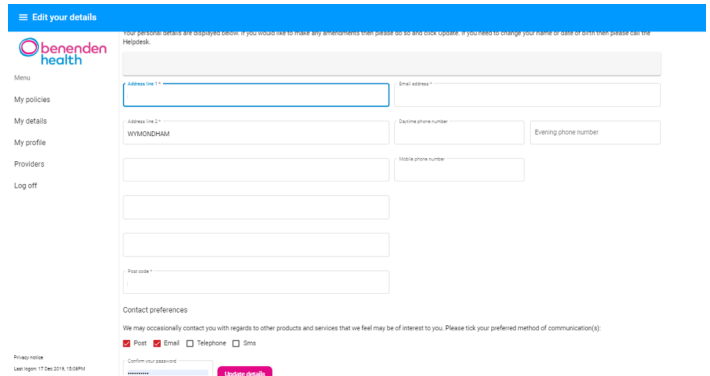 Edit your details
Your personal details are displayed below. If you would like to make any amendments then please do so and click Update. If you need to change your name or date of birth then please call the
Helpdesk.
benenden
health
Menu
My policies
My details
My profile
Providers
Log off
Address line 1 *
Email address *
Address line 2 *
WYMONDHAM
Daytime phone number
Evening phone number
Mobile phone number
Post code *
Contact preferences
We may occasionally contact you with regards to other products and services that we feel may be of interest to you. Please tick your preferred method of communication(s):
Post Email Telephone Sms
Confirm your password
••••••••••
Update details
Privacy notice
Last logon: 17 Dec 2019, 15:09PM